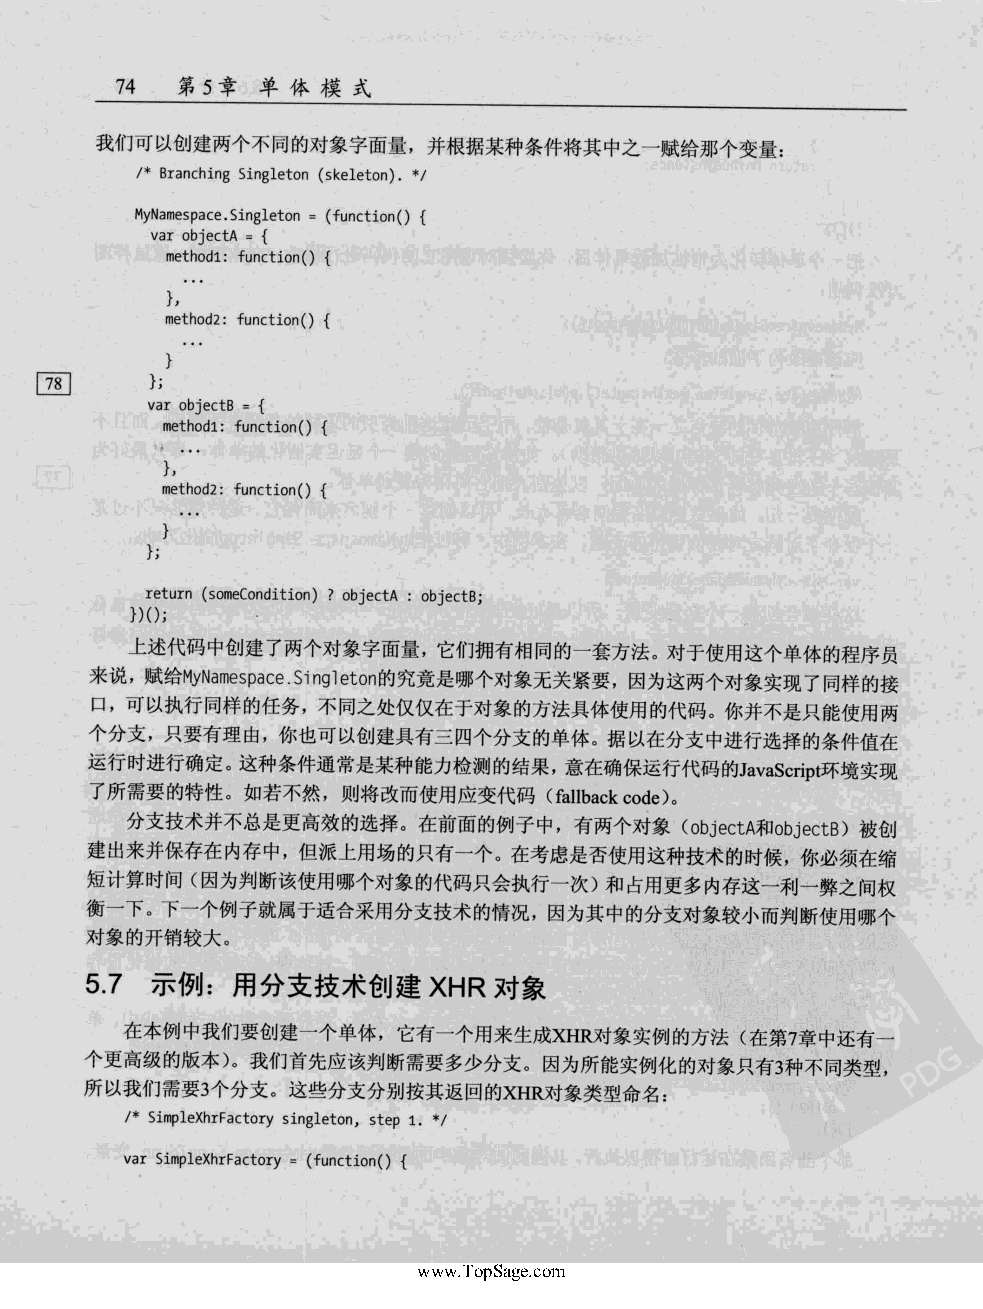 74 第5章 单体模式
我们可以创建两个不同的对象字面量，并根据某种条件将其中之一赋给那个变量：
/* Branching Singleton (skeleton). */
MyNamespace.Singleton = (function() {
var objectA = {
method1: function() {
...
},
method2: function() {
...
}
};
78
var objectB = {
method1: function() {
...
},
method2: function() {
...
}
};
return (someCondition) ? objectA : objectB;
})();
上述代码中创建了两个对象字面量，它们拥有相同的一套方法。对于使用这个单体的程序员
来说，赋给MyNamespace.Singleton的究竟是哪个对象无关紧要，因为这两个对象实现了同样的接
口，可以执行同样的任务，不同之处仅仅在于对象的方法具体使用的代码。你并不是只能使用两
个分支，只要有理由，你也可以创建具有三四个分支的单体。据以在分支中进行选择的条件值在
运行时进行确定。这种条件通常是某种能力检测的结果，意在确保运行代码的JavaScript环境实现
了所需要的特性。如若不然，则将改而使用应变代码（fallback code）。
分支技术并不总是更高效的选择。在前面的例子中，有两个对象（objectA和objectB）被创
建出来并保存在内存中，但派上用场的只有一个。在考虑是否使用这种技术的时候，你必须在缩
短计算时间（因为判断该使用哪个对象的代码只会执行一次）和占用更多内存这一利一弊之间权
衡一下。下一个例子就属于适合采用分支技术的情况，因为其中的分支对象较小而判断使用哪个
对象的开销较大。
5.7 示例：用分支技术创建 XHR 对象
在本例中我们要创建一个单体，它有一个用来生成XHR对象实例的方法（在第7章中还有一
个更高级的版本）。我们首先应该判断需要多少分支。因为所能实例化的对象只有3种不同类型，
所以我们需要3个分支。这些分支分别按其返回的XHR对象类型命名：
/* SimpleXhrFactory singleton, step 1. */
var SimpleXhrFactory = (function() {
PDG
www.TopSage.com